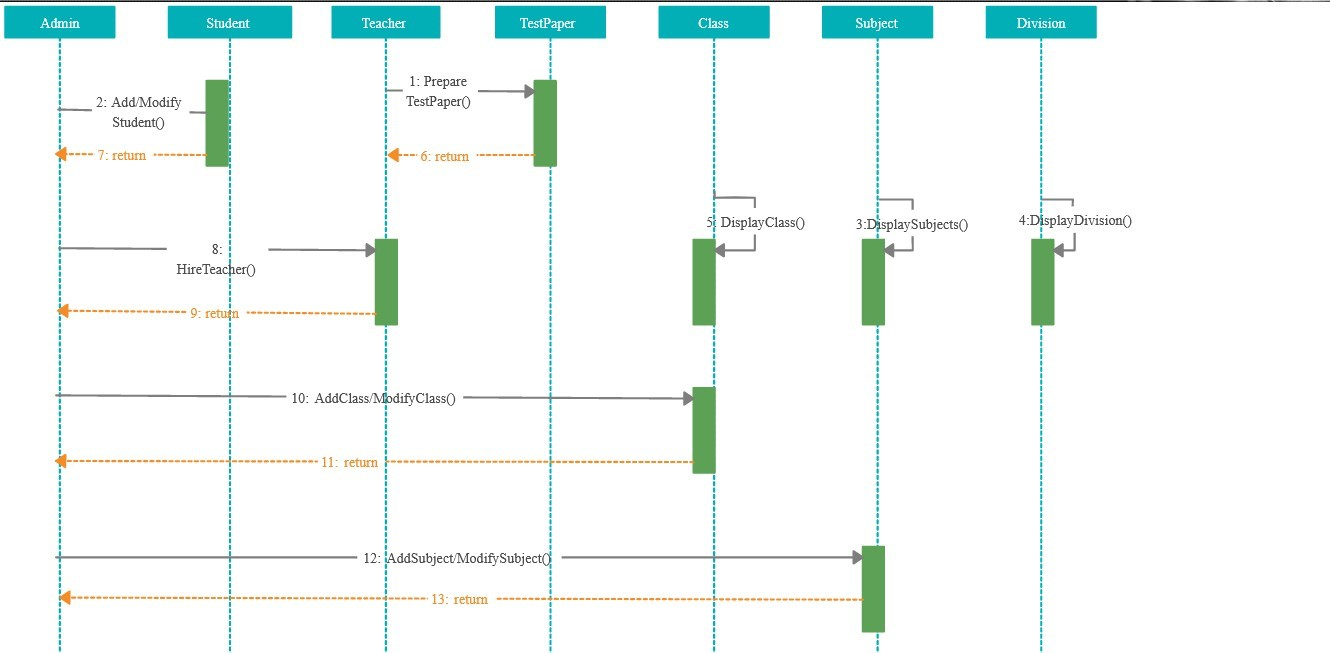 Admin
Student
Teacher
TestPaper
Class
Subject
Division
1: Prepare
TestPaper()
2: Add/Modify
Student()
7: return
6: return
5: DisplayClass()
3:DisplaySubjects()
4:DisplayDivision()
8:
HireTeacher()
9: return
10: AddClass/ModifyClass()
11: return
12: AddSubject/ModifySubject()
13: return